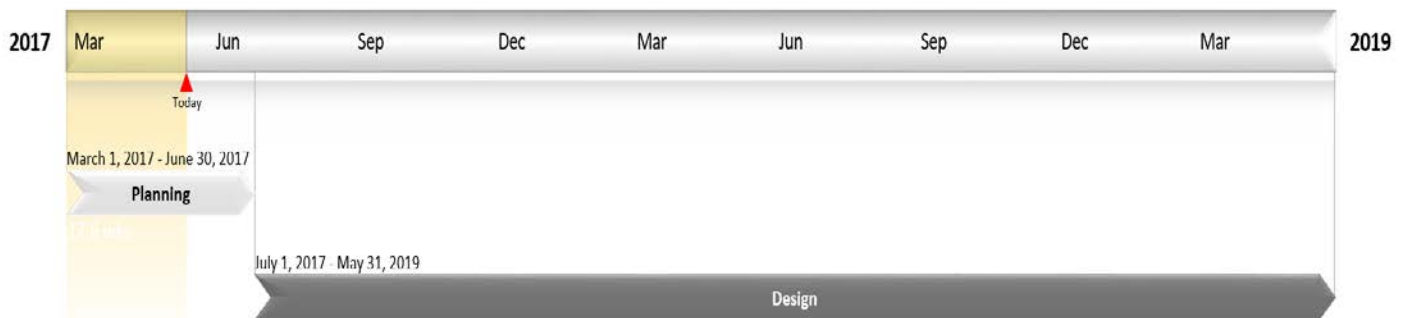 2017 Mar Jun Sep Dec Mar Jun Sep Dec Mar 2019
Today
March 1, 2017 - June 30, 2017
Planning
July 1, 2017 - May 31, 2019
Design